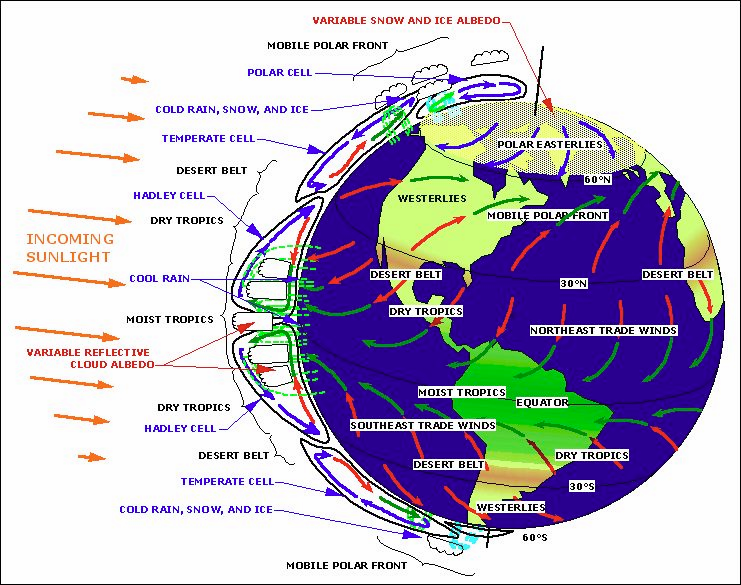 VARIABLE SNOW AND ICE ALBEDO
MOBILE POLAR FRONT
POLAR CELL
COLD RAIN, SNOW, AND ICE
TEMPERATE CELL
POLAR EASTERLIES
DESERT BELT
60°N
HADLEY CELL
WESTERLIES
DRY TROPICS
MOBILE POLAR FRONT
INCOMING
SUNLIGHT
DESERT BELT
DESERT BELT
COOL RAIN
30°N
DRY TROPICS
MOIST TROPICS
NORTHEAST TRADE WINDS
VARIABLE REFLECTIVE
CLOUD ALBEDO
MOIST TROPICS
EQUATOR
DRY TROPICS
HADLEY CELL
SOUTHEAST TRADE WINDS
DESERT BELT
DRY TROPICS
DESERT BELT
TEMPERATE CELL
30°S
COLD RAIN, SNOW, AND ICE
WESTERLIES
60°S
MOBILE POLAR FRONT